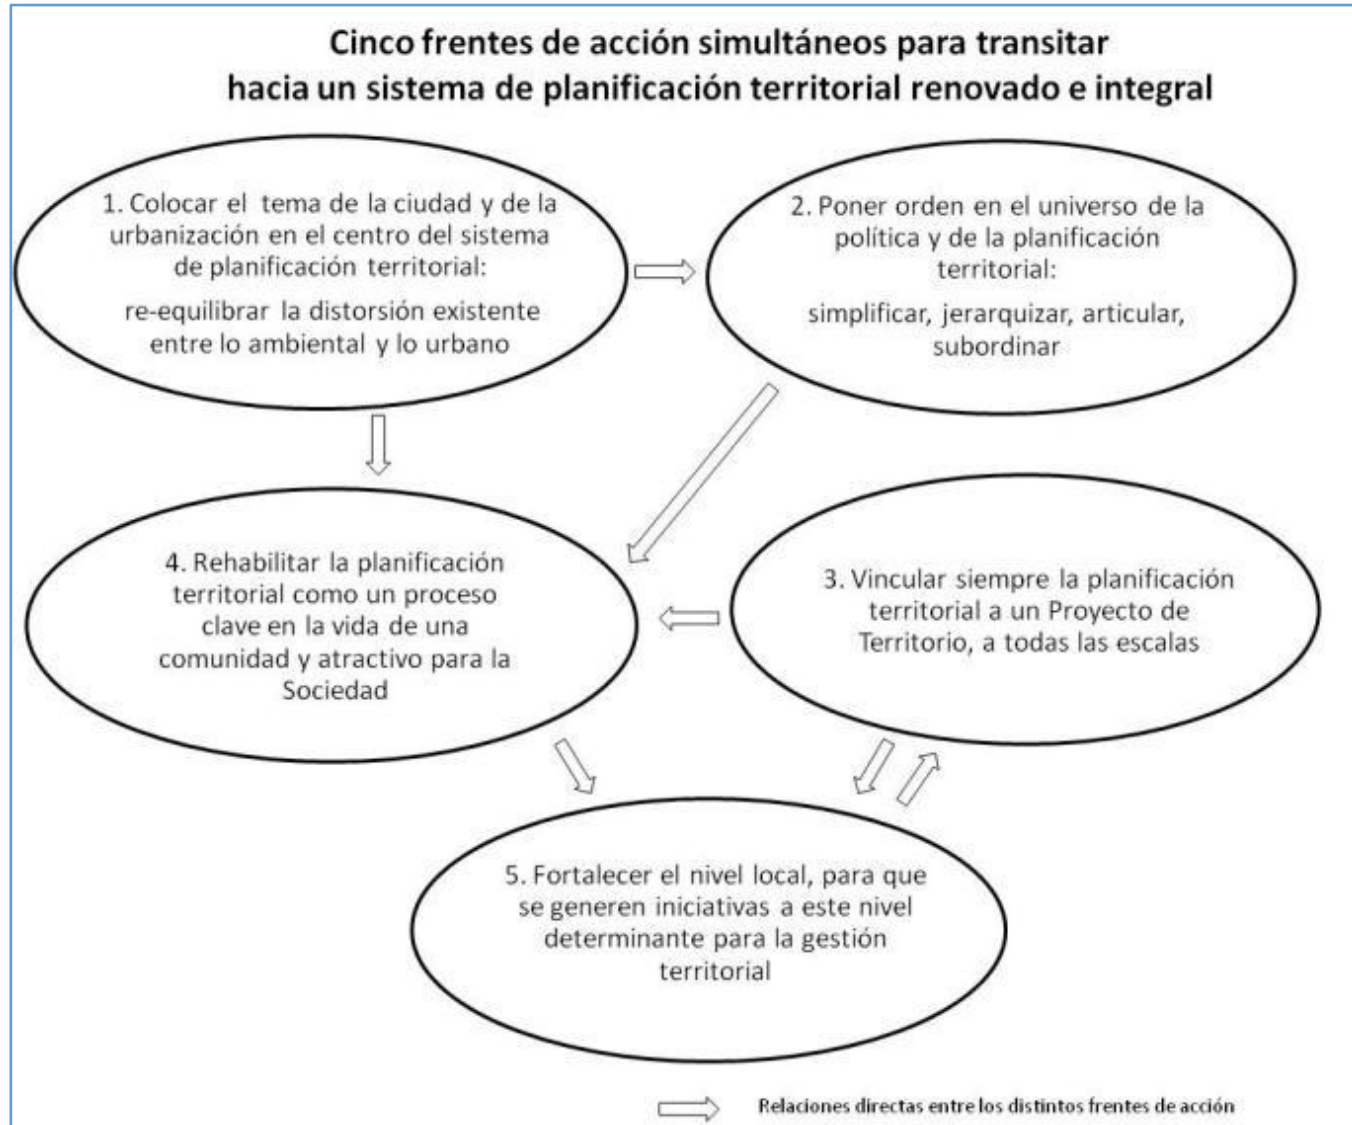 Cinco frentes de acción simultáneos para transitar
hacia un sistema de planificación territorial renovado e integral
1. Colocar el tema de la ciudad y de la
urbanización en el centro del sistema
de planificación territorial:
re-equilibrar la distorsión existente
entre lo ambiental y lo urbano
2. Poner orden en el universo de la
política y de la planificación
territorial:
simplificar, jerarquizar, articular,
subordinar
4. Rehabilitar la planificación
territorial como un proceso
clave en la vida de una
comunidad y atractivo para la
Sociedad
3. Vincular siempre la planificación
territorial a un Proyecto de
Territorio, a todas las escalas
5. Fortalecer el nivel local, para que
se generen iniciativas a este nivel
determinante para la gestión
territorial
Relaciones directas entre los distintos frentes de acción